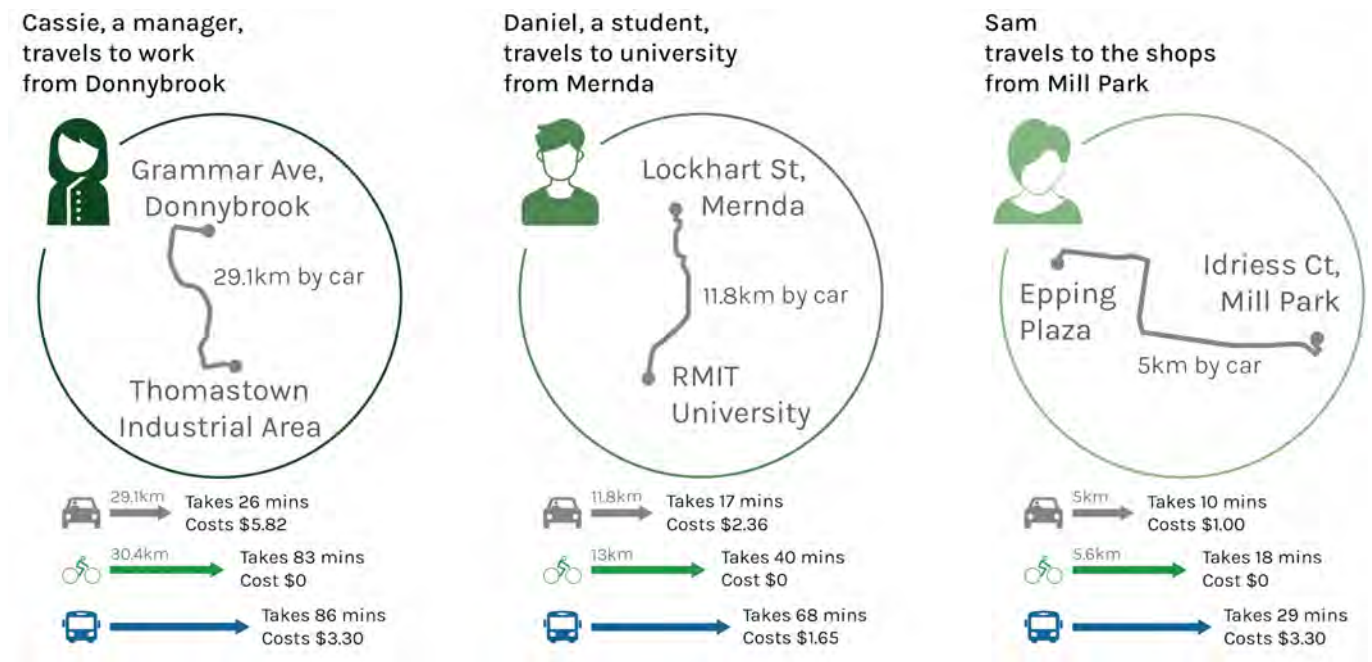 Cassie, a manager,
travels to work
from Donnybrook
Grammar Ave,
Donnybrook
29.1km by car
Thomastown
Industrial Area
29.1km
Takes 26 mins
Costs $5.82
30.4km
Takes 83 mins
Cost $0
Takes 86 mins
Costs $3.30
Daniel, a student,
travels to university
from Mernda
Lockhart St,
Mernda
11.8km by car
RMIT
University
11.8km
Takes 17 mins
Costs $2.36
13km
Takes 40 mins
Cost $0
Takes 68 mins
Costs $1.65
Sam
travels to the shops
from Mill Park
Idriess Ct,
Mill Park
Epping
Plaza
5km by car
5km
Takes 10 mins
Costs $1.00
5.6km
Takes 18 mins
Cost $0
Takes 29 mins
Costs $3.30